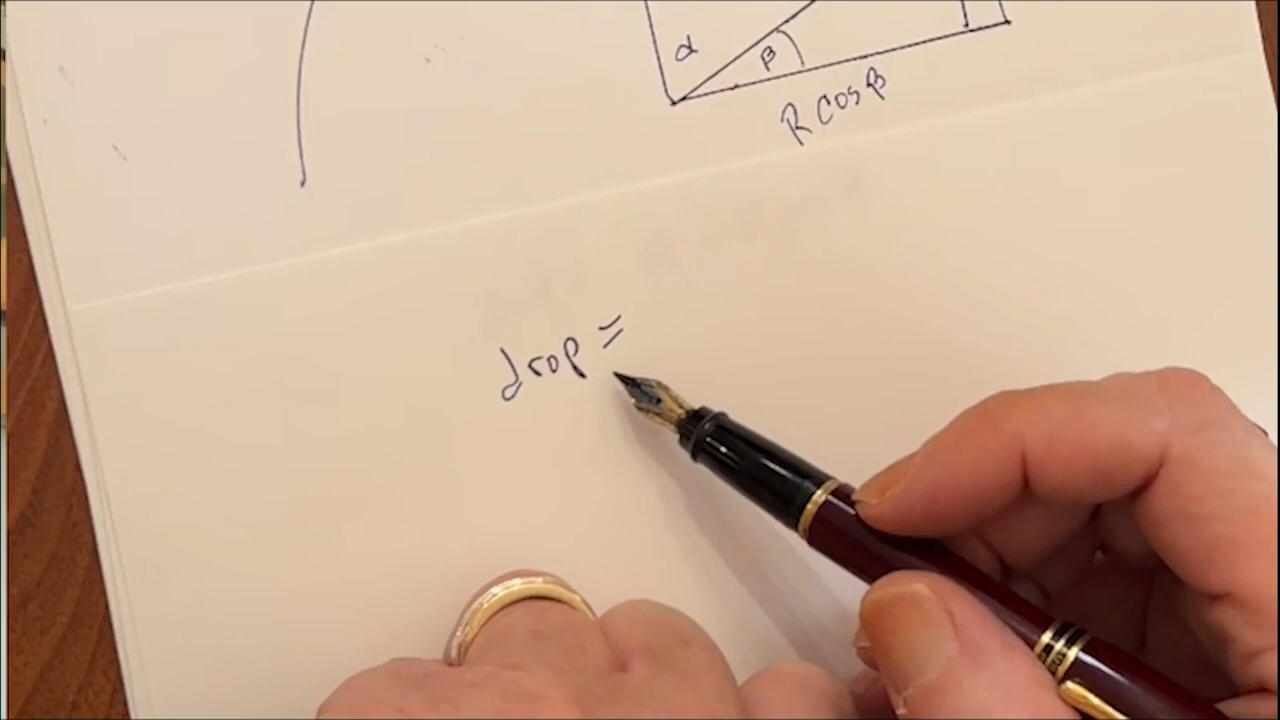 α
β
R cos β
drop =